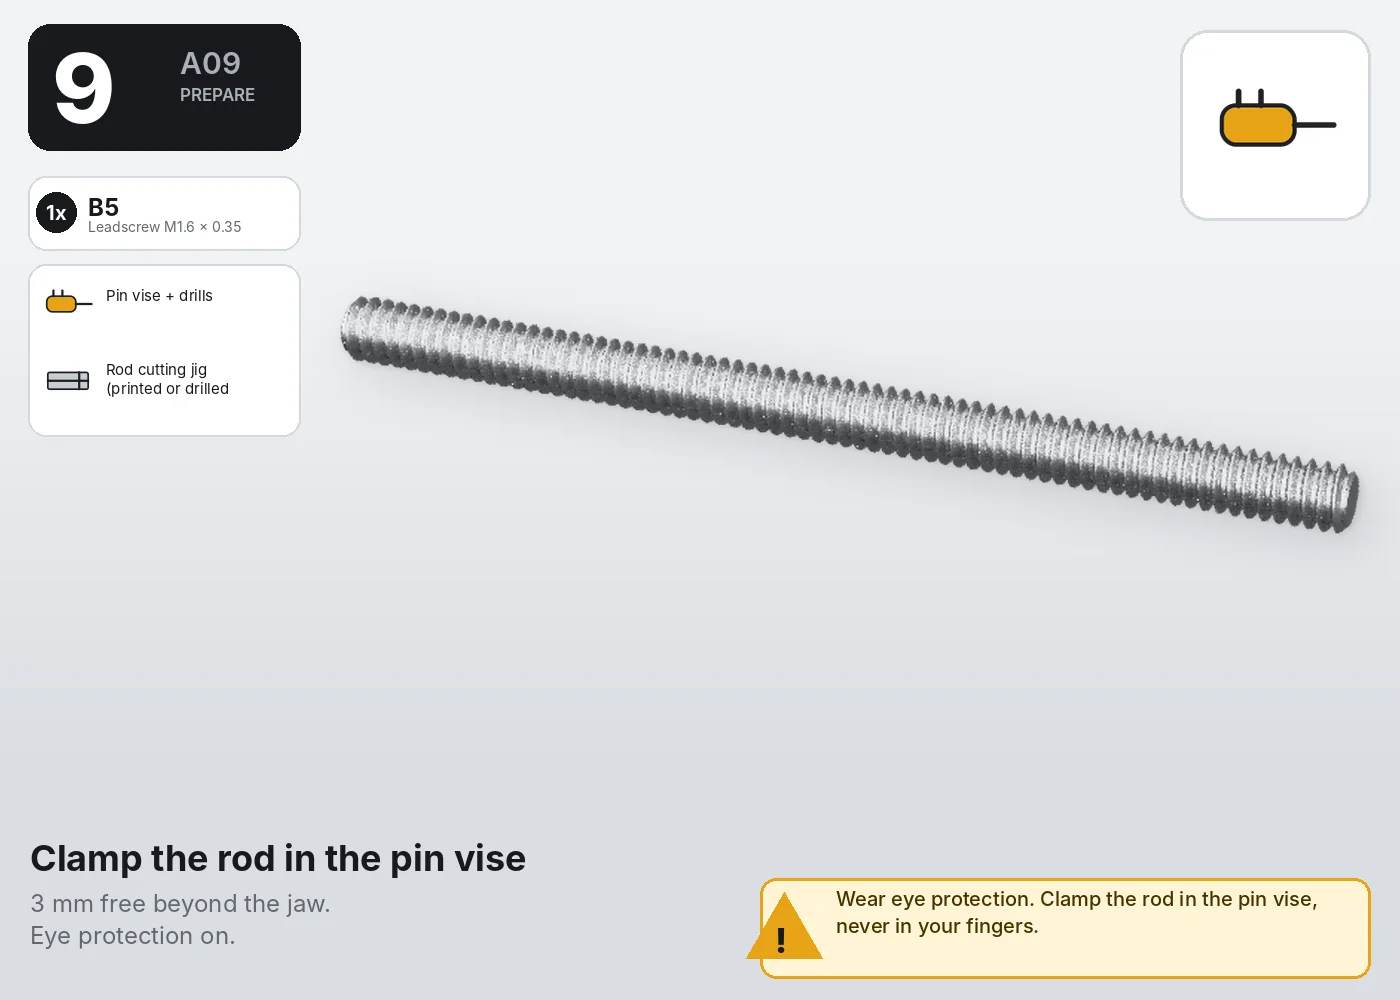 9
A09
PREPARE
1x
B5
Leadscrew M1.6 × 0.35
Pin vise + drills
Rod cutting jig
(printed or drilled
Clamp the rod in the pin vise
3 mm free beyond the jaw.
Eye protection on.
!
Wear eye protection. Clamp the rod in the pin vise,
never in your fingers.